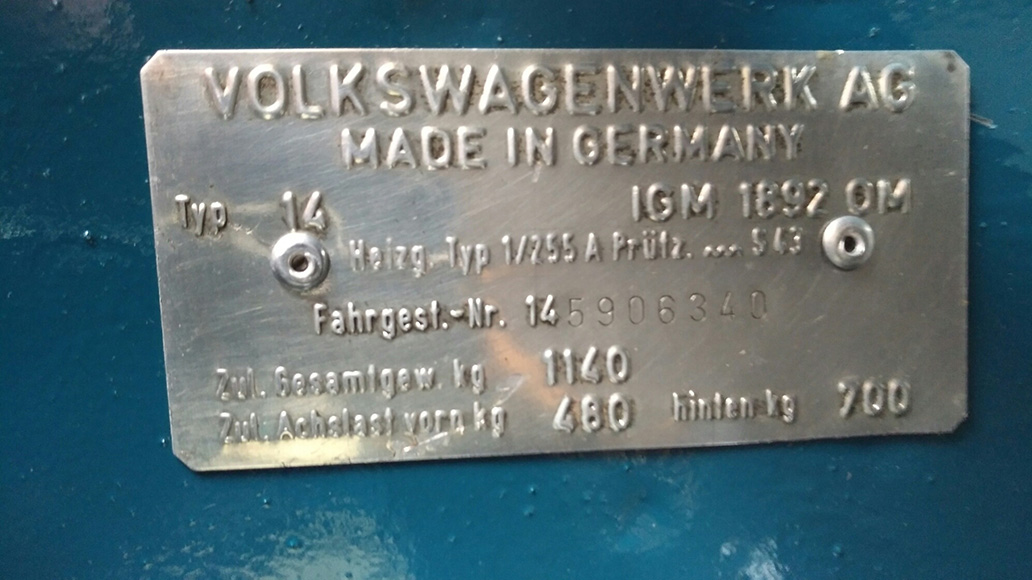 VOLKSWAGENWERK AG
MADE IN GERMANY
Typ 14 IGM 1892 OM
Heizg. Typ 1/255 A Prüfz. .... S 43
Fahrgest.-Nr. 145906340
Zul. Gesamtgew. kg 1140
Zul. Achslast vorn kg 480 hinten kg 700